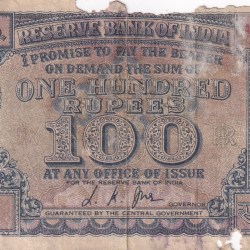 RESERVE BANK OF INDIA
I PROMISE TO PAY THE BEARER
ON DEMAND THE SUM OF
ONE HUNDRED
RUPEES
100
AT ANY OFFICE OF ISSUE
FOR THE RESERVE BANK OF INDIA
GOVERNOR
GUARANTEED BY THE CENTRAL GOVERNMENT